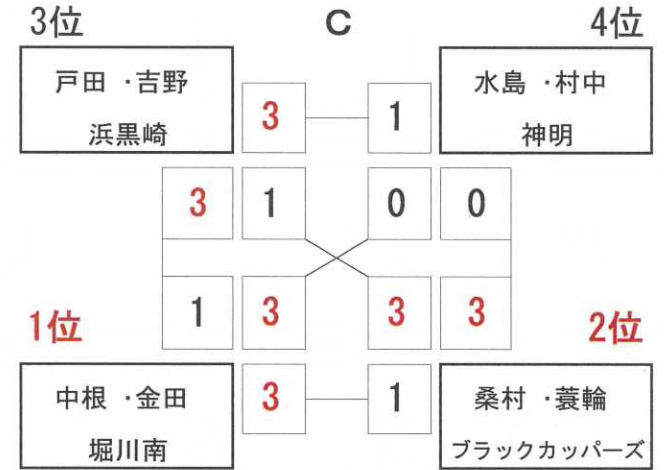 3位 C 4位
戸田 ・吉野
浜黒崎
3 1
水島 ・村中
神明
3 1 0 0
1 3 3 3
1位 2位
中根 ・金田
堀川南
3 1
桑村 ・蓑輪
ブラックカッパーズ